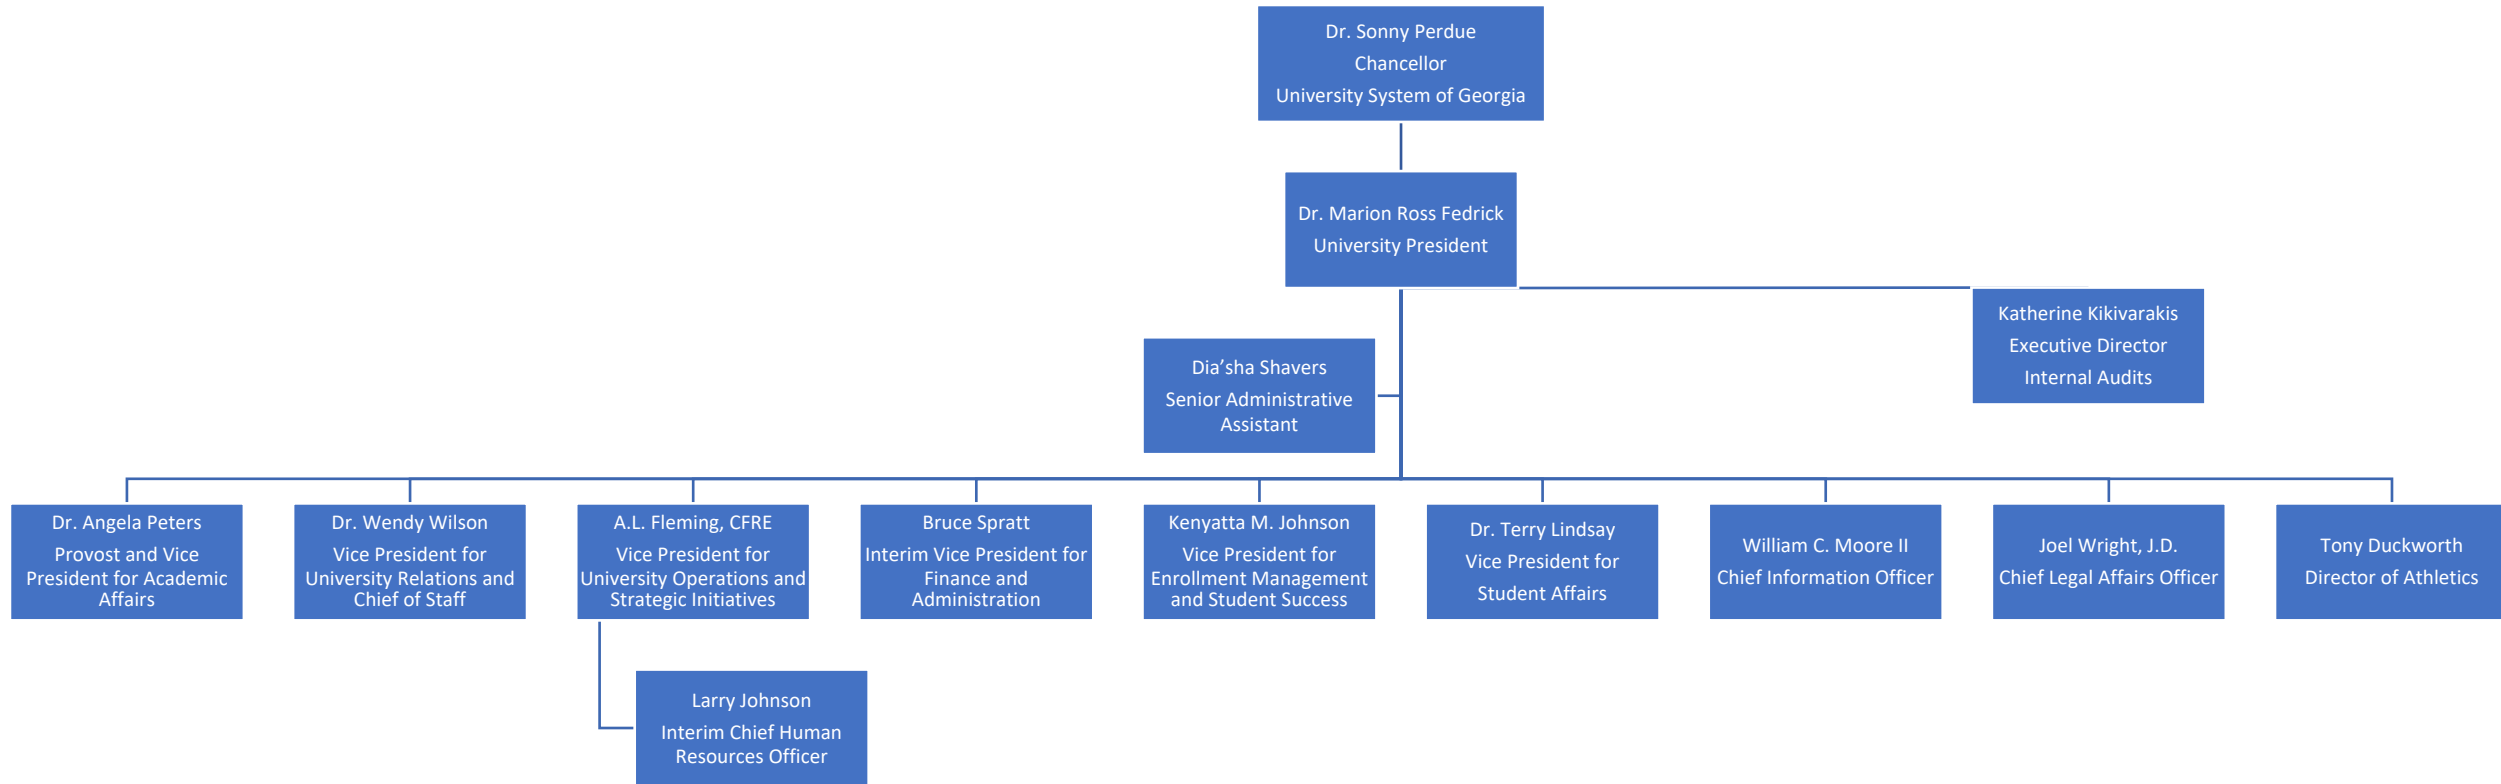 Dr. Sonny Perdue
Chancellor
University System of Georgia
Dr. Marion Ross Fedrick
University President
Katherine Kikivarakis
Executive Director
Internal Audits
Dia’sha Shavers
Senior Administrative
Assistant
Dr. Angela Peters
Provost and Vice
President for Academic
Affairs
Dr. Wendy Wilson
Vice President for
University Relations and
Chief of Staff
A.L. Fleming, CFRE
Vice President for
University Operations and
Strategic Initiatives
Bruce Spratt
Interim Vice President for
Finance and
Administration
Kenyatta M. Johnson
Vice President for
Enrollment Management
and Student Success
Dr. Terry Lindsay
Vice President for
Student Affairs
William C. Moore II
Chief Information Officer
Joel Wright, J.D.
Chief Legal Affairs Officer
Tony Duckworth
Director of Athletics
Larry Johnson
Interim Chief Human
Resources Officer